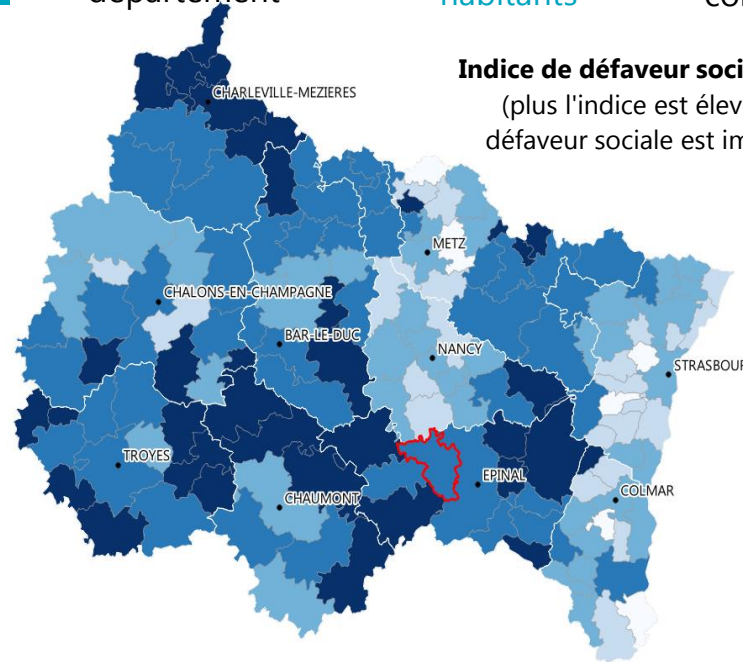 département
habitants
Indice de défaveur soci
(plus l'indice est élev
défaveur sociale est im
CHARLEVILLE-MEZIERES
METZ
CHALONS-EN-CHAMPAGNE
BAR-LE-DUC
NANCY
STRASBOUR
TROYES
EPINAL
CHAUMONT
COLMAR